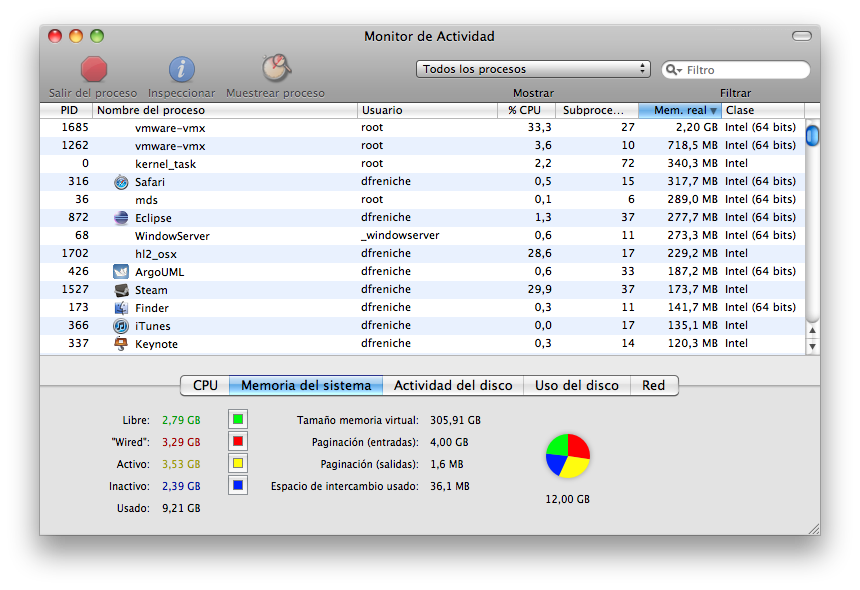 Monitor de Actividad
Todos los procesos
Filtro
Salir del proceso Inspeccionar Muestrear proceso Mostrar Filtrar
PID Nombre del proceso Usuario % CPU Subproce... Mem. real Clase
1685 vmware-vmx root 33,3 27 2,20 GB Intel (64 bits)
1262 vmware-vmx root 3,6 10 718,5 MB Intel (64 bits)
0 kernel_task root 2,2 72 340,3 MB Intel
316 Safari dfreniche 0,5 15 317,7 MB Intel (64 bits)
36 mds root 0,1 6 289,0 MB Intel (64 bits)
872 Eclipse dfreniche 1,3 37 277,7 MB Intel (64 bits)
68 WindowServer _windowserver 0,6 11 273,3 MB Intel (64 bits)
1702 hl2_osx dfreniche 28,6 17 229,2 MB Intel
426 ArgoUML dfreniche 0,6 33 187,2 MB Intel (64 bits)
1527 Steam dfreniche 29,9 37 173,7 MB Intel
173 Finder dfreniche 0,3 11 141,7 MB Intel (64 bits)
366 iTunes dfreniche 0,0 17 135,1 MB Intel
337 Keynote dfreniche 0,3 14 120,3 MB Intel
CPU Memoria del sistema Actividad del disco Uso del disco Red
Libre: 2,79 GB Tamaño memoria virtual: 305,91 GB
"Wired": 3,29 GB Paginación (entradas): 4,00 GB
Activo: 3,53 GB Paginación (salidas): 1,6 MB
Inactivo: 2,39 GB Espacio de intercambio usado: 36,1 MB
Usado: 9,21 GB
12,00 GB